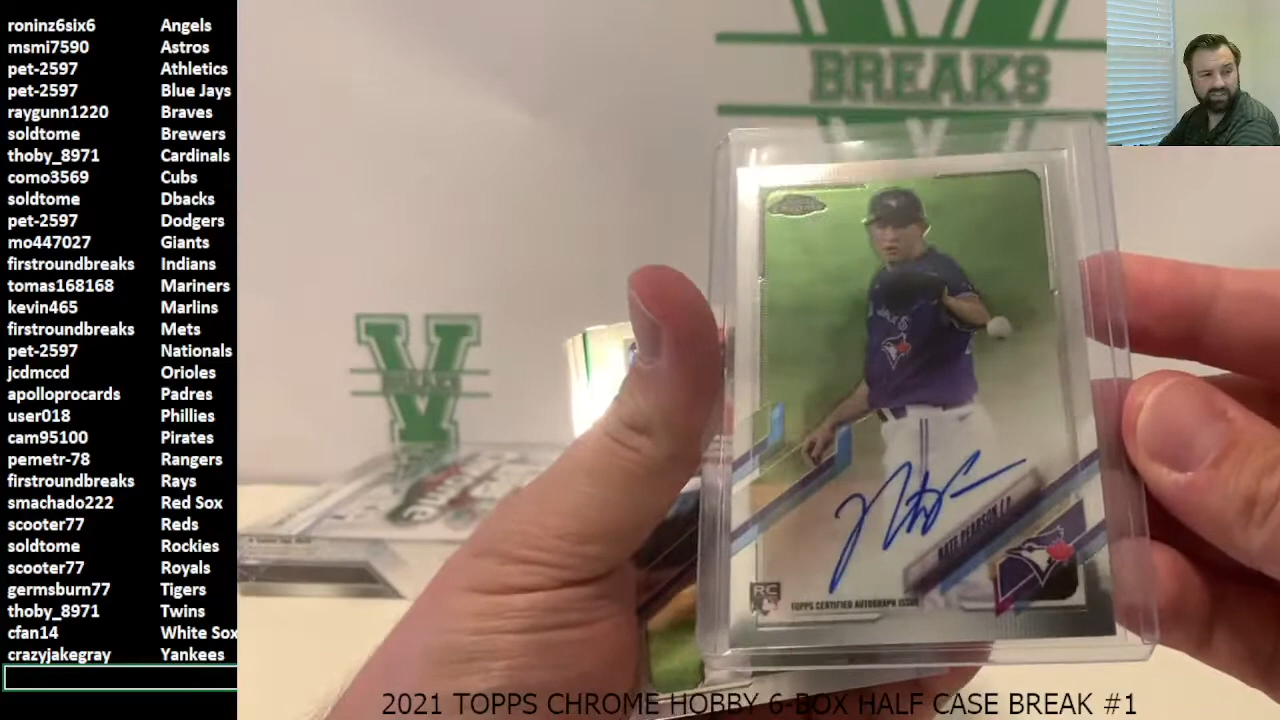 roninz6six6 Angels
msmi7590 Astros
pet-2597 Athletics
pet-2597 Blue Jays
raygunn1220 Braves
soldtome Brewers
thoby_8971 Cardinals
como3569 Cubs
soldtome Dbacks
pet-2597 Dodgers
mo447027 Giants
firstroundbreaks Indians
tomas168168 Mariners
kevin465 Marlins
firstroundbreaks Mets
pet-2597 Nationals
jcdmccd Orioles
apolloprocards Padres
user018 Phillies
cam95100 Pirates
pemetr-78 Rangers
firstroundbreaks Rays
smachado222 Red Sox
scooter77 Reds
soldtome Rockies
scooter77 Royals
germsburn77 Tigers
thoby_8971 Twins
cfan14 White Sox
crazyjakegray Yankees
V
BREAKS
V
BREAKS
JAYS
NATE PEARSON
RC
TOPPS CERTIFIED AUTOGRAPH ISSUE
2021 TOPPS CHROME HOBBY 6-BOX HALF CASE BREAK #1